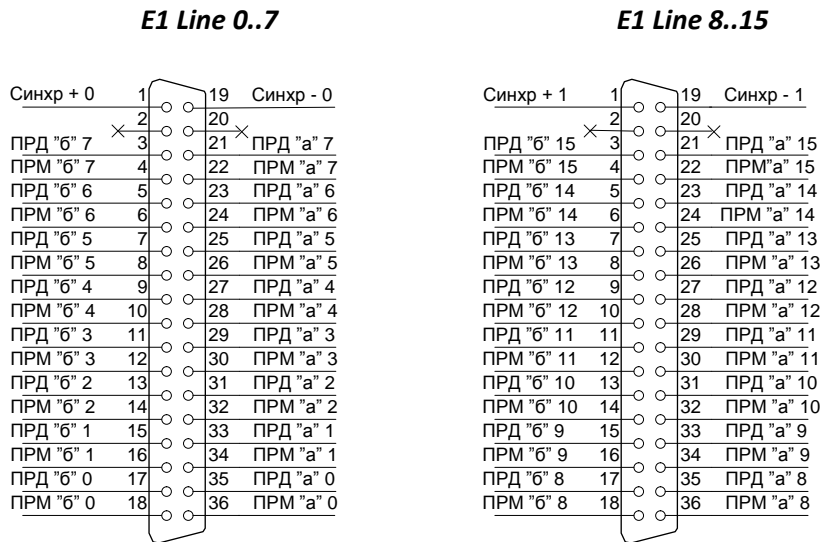 E1 Line 0..7 E1 Line 8..15
Синхр + 0 1 19 Синхр - 0 Синхр + 1 1 19 Синхр - 1
2 20 2 20
ПРД "б" 7 3 21 ПРД "а" 7 ПРД "б" 15 3 21 ПРД "а" 15
ПРМ "б" 7 4 22 ПРМ "а" 7 ПРМ "б" 15 4 22 ПРМ"а" 15
ПРД "б" 6 5 23 ПРД "а" 6 ПРД "б" 14 5 23 ПРД "а" 14
ПРМ "б" 6 6 24 ПРМ "а" 6 ПРМ "б" 14 6 24 ПРМ "а" 14
ПРД "б" 5 7 25 ПРД "а" 5 ПРД "б" 13 7 25 ПРД "а" 13
ПРМ "б" 5 8 26 ПРМ "а" 5 ПРМ "б" 13 8 26 ПРМ "а" 13
ПРД "б" 4 9 27 ПРД "а" 4 ПРД "б" 12 9 27 ПРД "а" 12
ПРМ "б" 4 10 28 ПРМ "а" 4 ПРМ "б" 12 10 28 ПРМ "а" 12
ПРД "б" 3 11 29 ПРД "а" 3 ПРД "б" 11 11 29 ПРД "а" 11
ПРМ "б" 3 12 30 ПРМ "а" 3 ПРМ "б" 11 12 30 ПРМ "а" 11
ПРД "б" 2 13 31 ПРД "а" 2 ПРД "б" 10 13 31 ПРД "а" 10
ПРМ "б" 2 14 32 ПРМ "а" 2 ПРМ "б" 10 14 32 ПРМ "а" 10
ПРД "б" 1 15 33 ПРД "а" 1 ПРД "б" 9 15 33 ПРД "а" 9
ПРМ "б" 1 16 34 ПРМ "а" 1 ПРМ "б" 9 16 34 ПРМ "а" 9
ПРД "б" 0 17 35 ПРД "а" 0 ПРД "б" 8 17 35 ПРД "а" 8
ПРМ "б" 0 18 36 ПРМ "а" 0 ПРМ "б" 8 18 36 ПРМ "а" 8